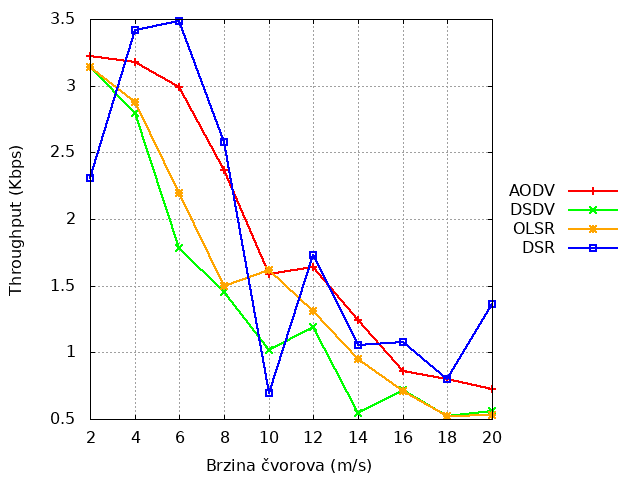 3.5
3
2.5
2
1.5
1
0.5
2 4 6 8 10 12 14 16 18 20
Throughput (Kbps)
Brzina čvorova (m/s)
AODV
DSDV
OLSR
DSR